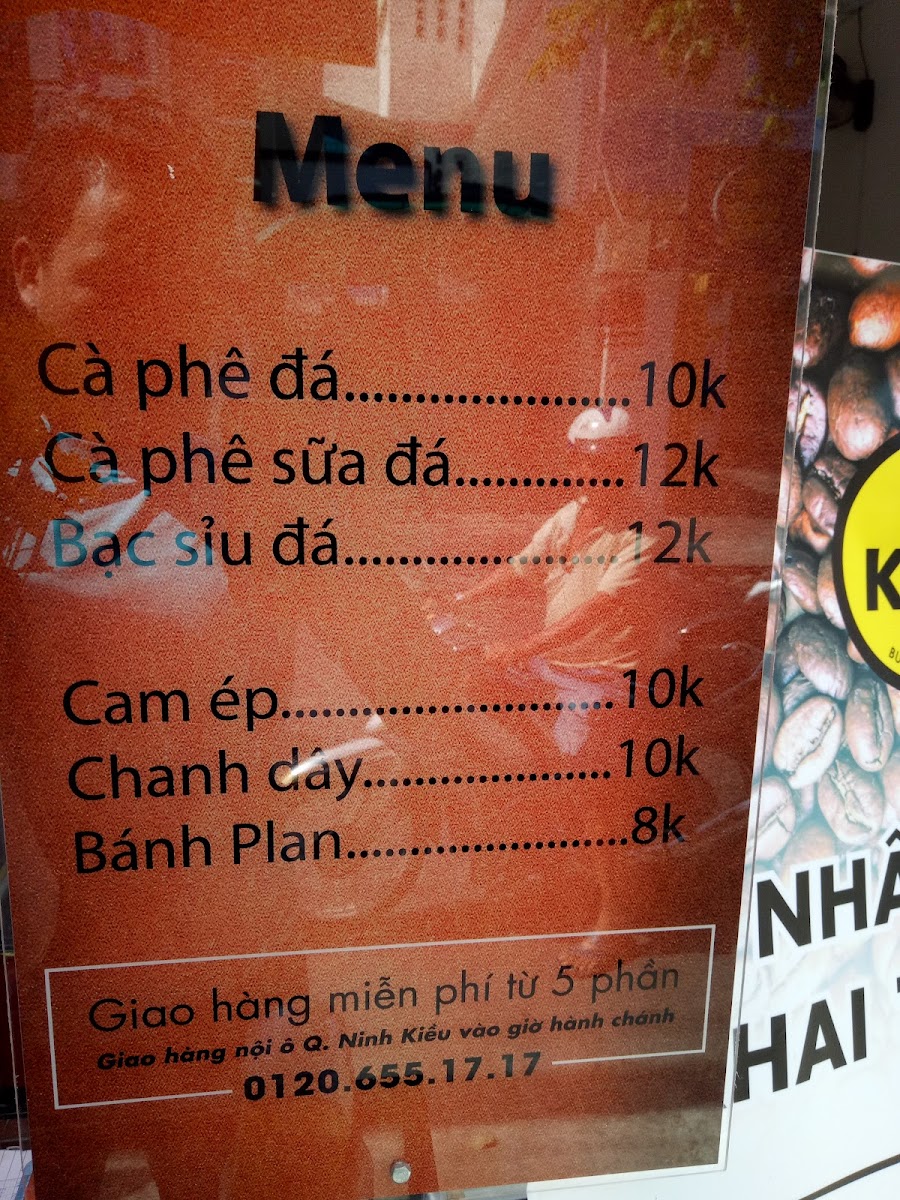 Menu
Cà phê đá.....................10k
Cà phê sữa đá.............12k
Bạc sỉu đá.....................12k
Cam ép.........................10k
Chanh dây...................10k
Bánh Plan......................8k
Giao hàng miễn phí từ 5 phần
Giao hàng nội ô Q. Ninh Kiều vào giờ hành chánh
0120.655.17.17
K
BU
NHÂ
HAI